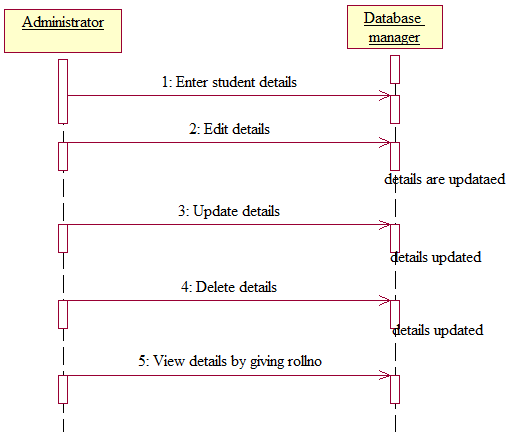 Administrator
Database
manager
1: Enter student details
2: Edit details
details are updataed
3: Update details
details updated
4: Delete details
details updated
5: View details by giving rollno